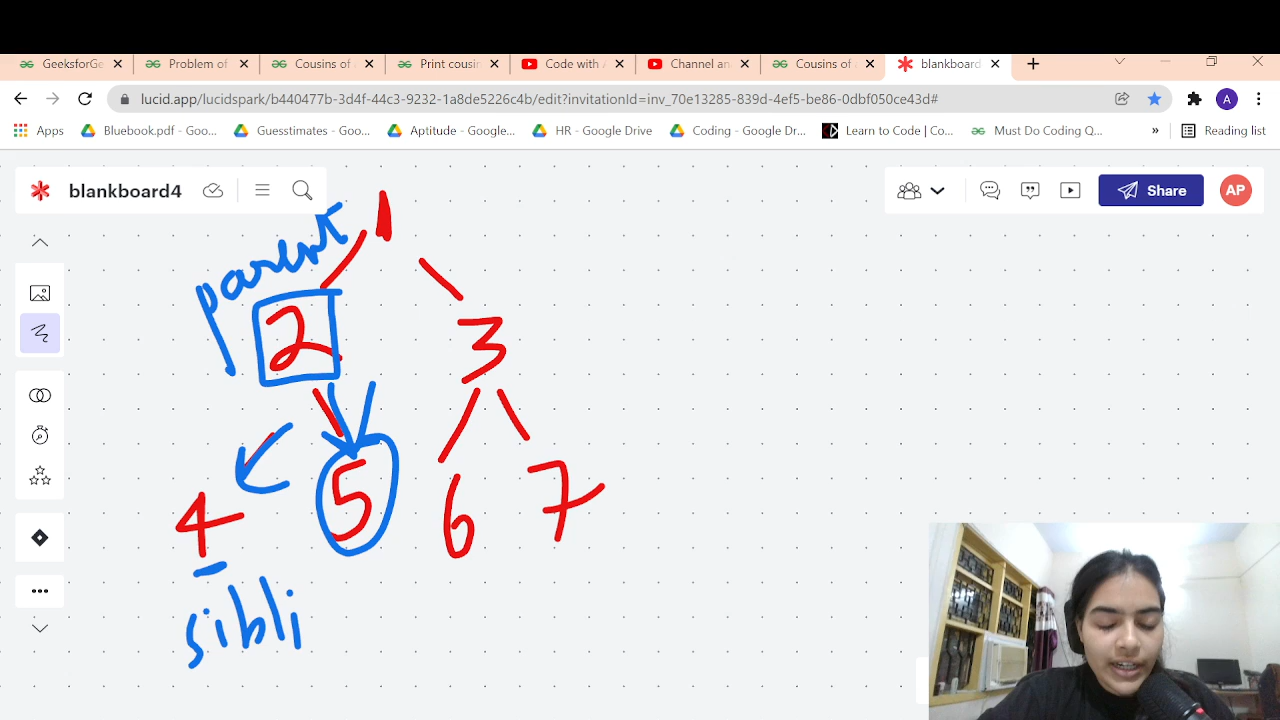 GeeksforGe
Problem of
Cousins of
Print cousin
Code with
Channel an
Cousins of
blankboard
lucid.app/lucidspark/b440477b-3d4f-44c3-9232-1a8de5226c4b/edit?invitationId=inv_70e13285-839d-4ef5-be86-0dbf050ce43d#
A
Apps
Bluebook.pdf - Goo...
Guesstimates - Goo...
Aptitude - Google...
HR - Google Drive
Coding - Google Dr...
Learn to Code | Co...
Must Do Coding Q...
»
Reading list
blankboard4
Share
AP
1
parent
2
3
4
5
6
7
sibli